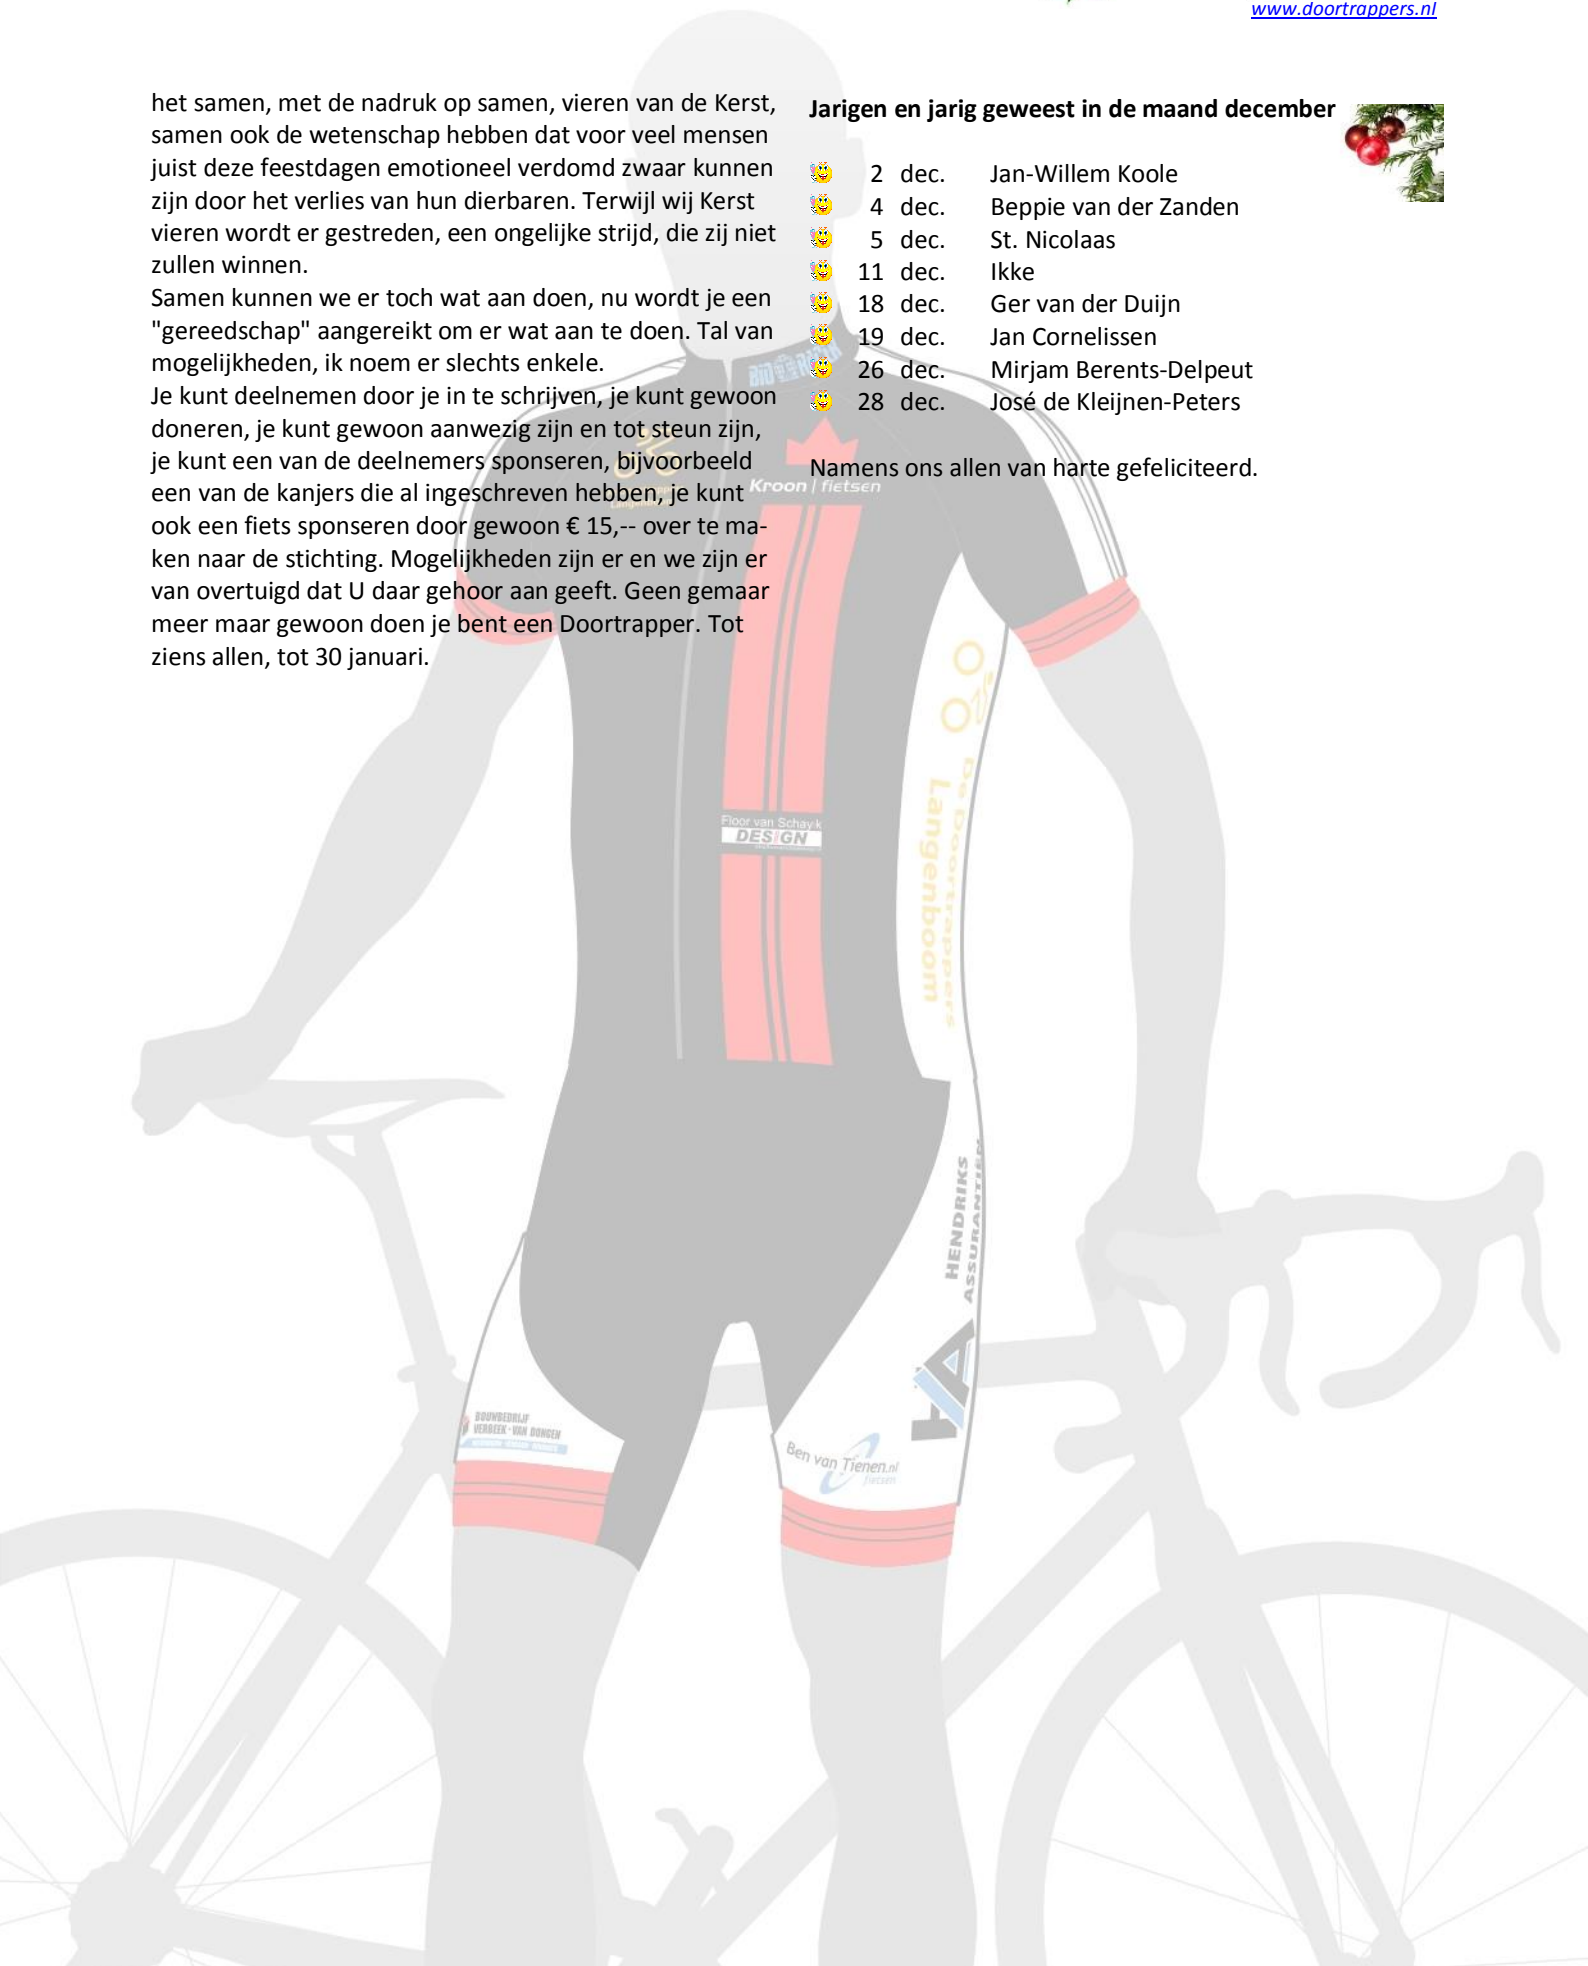 www.doortrappers.nl
het samen, met de nadruk op samen, vieren van de Kerst,
samen ook de wetenschap hebben dat voor veel mensen
juist deze feestdagen emotioneel verdomd zwaar kunnen
zijn door het verlies van hun dierbaren. Terwijl wij Kerst
vieren wordt er gestreden, een ongelijke strijd, die zij niet
zullen winnen.
Samen kunnen we er toch wat aan doen, nu wordt je een
"gereedschap" aangereikt om er wat aan te doen. Tal van
mogelijkheden, ik noem er slechts enkele.
Je kunt deelnemen door je in te schrijven, je kunt gewoon
doneren, je kunt gewoon aanwezig zijn en tot steun zijn,
je kunt een van de deelnemers sponseren, bijvoorbeeld
een van de kanjers die al ingeschreven hebben, je kunt
ook een fiets sponseren door gewoon € 15,-- over te ma-
ken naar de stichting. Mogelijkheden zijn er en we zijn er
van overtuigd dat U daar gehoor aan geeft. Geen gemaar
meer maar gewoon doen je bent een Doortrapper. Tot
ziens allen, tot 30 januari.
Jarigen en jarig geweest in de maand december
2 dec. Jan-Willem Koole
4 dec. Beppie van der Zanden
5 dec. St. Nicolaas
11 dec. Ikke
18 dec. Ger van der Duijn
19 dec. Jan Cornelissen
26 dec. Mirjam Berents-Delpeut
28 dec. José de Kleijnen-Peters
Namens ons allen van harte gefeliciteerd.
Kroon | fietsen
Floor van Schayk
DESIGN
De Doortrappers
Langenboom
HENDRIKS
ASSURANTIËN
BOUWBEDRIJF
VERBEEK-VAN DONGEN
Ben van Tienen.nl
fietsen